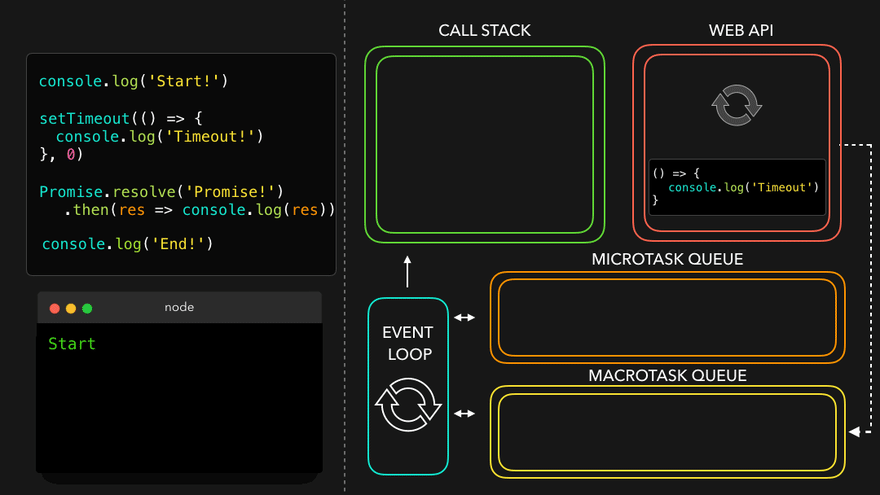 console.log('Start!')
setTimeout(() => {
  console.log('Timeout!')
}, 0)
Promise.resolve('Promise!')
   .then(res => console.log(res))
console.log('End!')
node
Start
CALL STACK
WEB API
() => {
  console.log('Timeout')
}
EVENT
LOOP
MICROTASK QUEUE
MACROTASK QUEUE